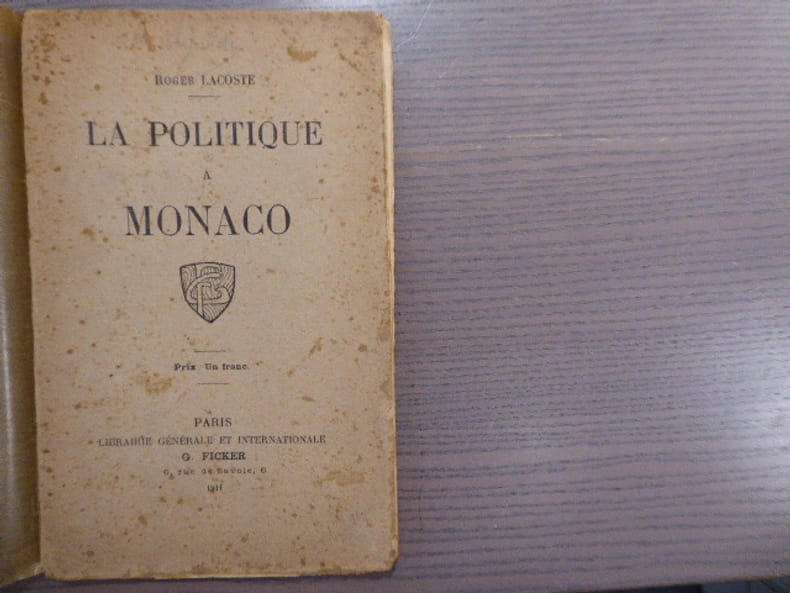 ROGER LACOSTE
LA POLITIQUE
A
MONACO
Prix Un franc.
PARIS
LIBRAIRIE GÉNÉRALE ET INTERNATIONALE
G. FICKER
6, rue de Savoie, 6
1911